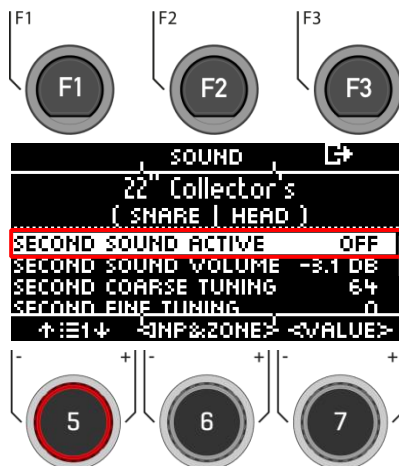 F1 F2 F3
F1 F2 F3
SOUND
22" Collector's
( SNARE | HEAD )
SECOND SOUND ACTIVE OFF
SECOND SOUND VOLUME -3.1 DB
SECOND COARSE TUNING 64
SECOND FINE TUNING 0
↑ 1↓ <INP&ZONE> <VALUE>
- + - + - +
5 6 7